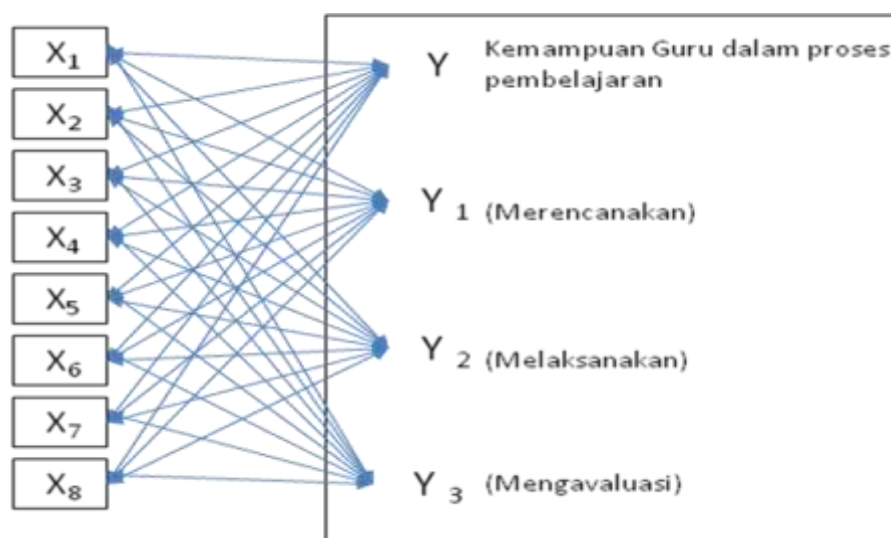 X₁
X₂
X₃
X₄
X₅
X₆
X₇
X₈
Y Kemampuan Guru dalam proses
pembelajaran
Y 1 (Merencanakan)
Y 2 (Melaksanakan)
Y 3 (Mengavaluasi)